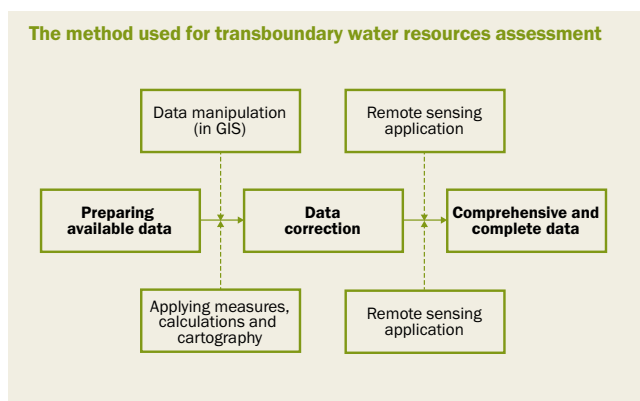 The method used for transboundary water resources assessment
Data manipulation
(in GIS)
Remote sensing
application
Preparing
available data
Data
correction
Comprehensive and
complete data
Applying measures,
calculations and
cartography
Remote sensing
application